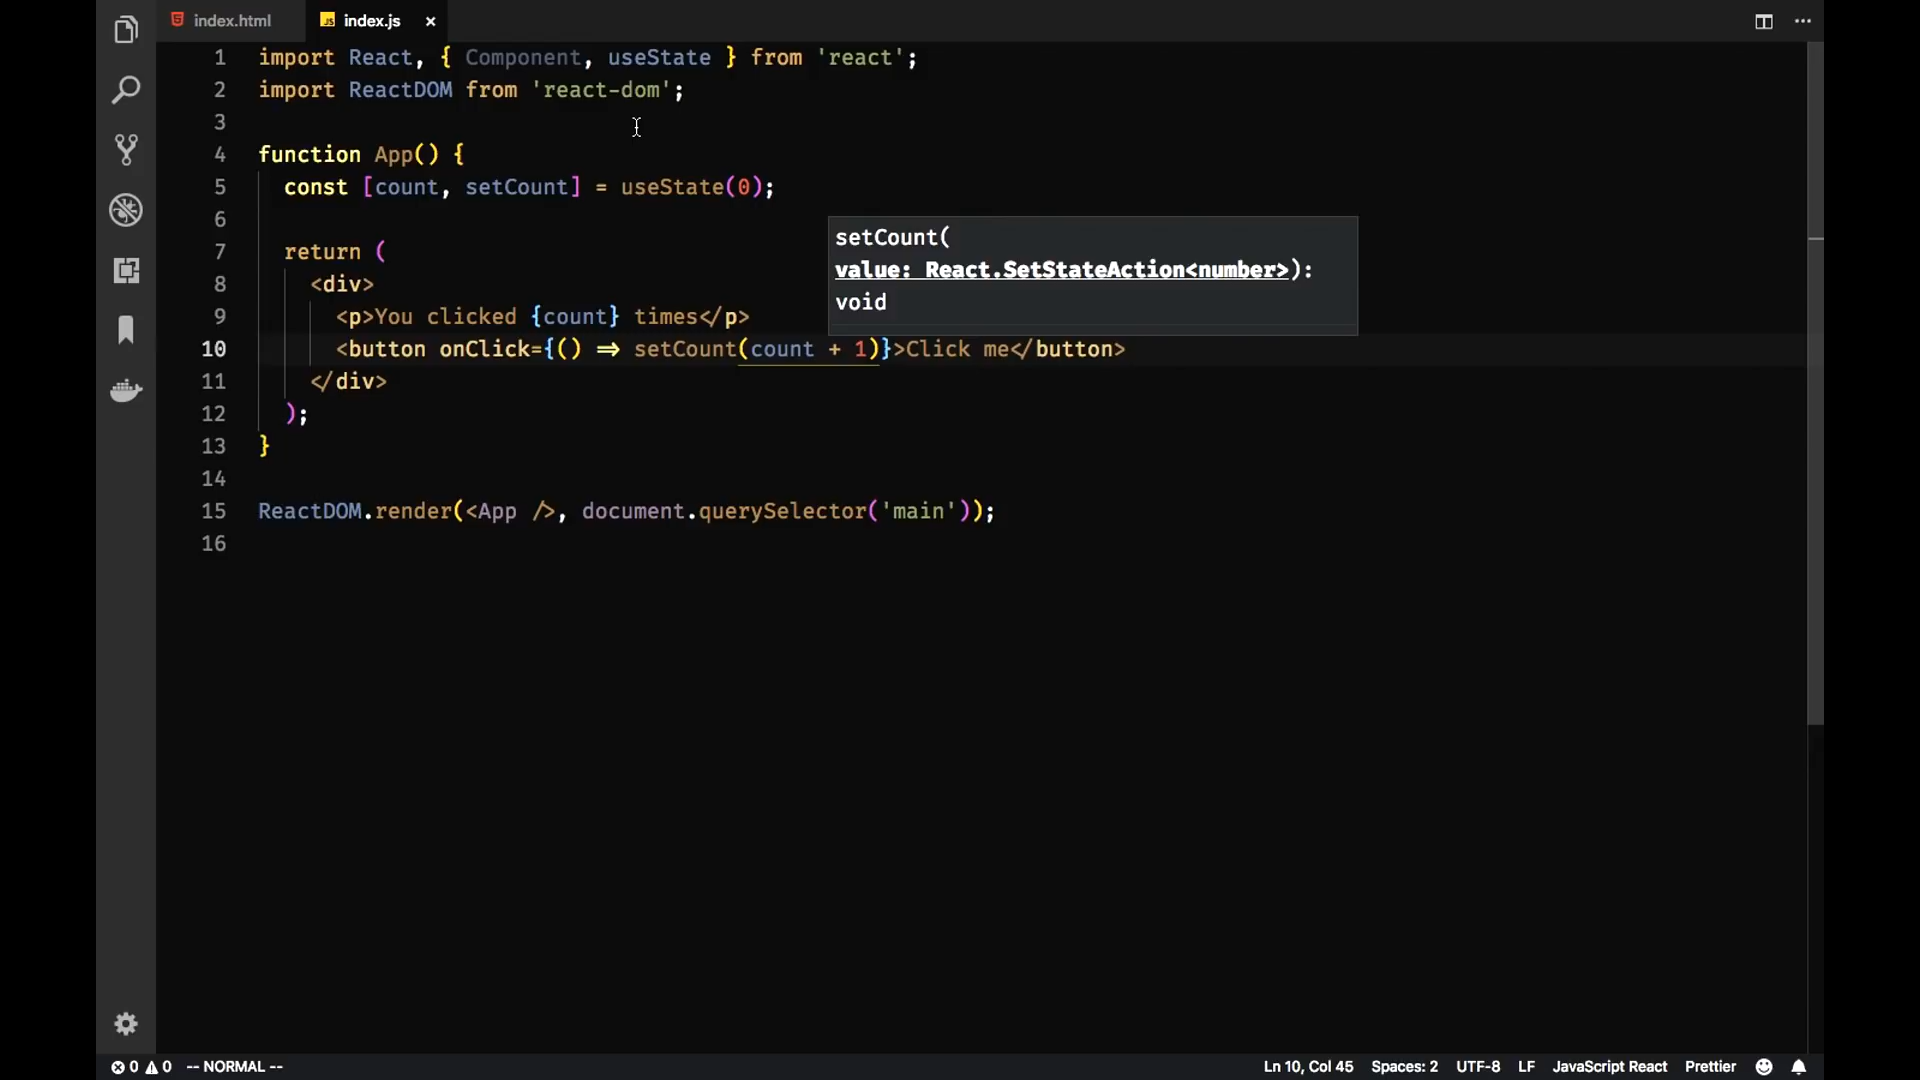 index.html
JS index.js ×
1 import React, { Component, useState } from 'react';
2 import ReactDOM from 'react-dom';
3
4 function App() {
5 const [count, setCount] = useState(0);
6
7 return (
8 <div>
9 <p>You clicked {count} times</p>
10 <button onClick={() => setCount(count + 1)}>Click me</button>
11 </div>
12 );
13 }
14
15 ReactDOM.render(<App />, document.querySelector('main'));
16
setCount(
value: React.SetStateAction<number>):
void
0 0 -- NORMAL -- Ln 10, Col 45 Spaces: 2 UTF-8 LF JavaScript React Prettier